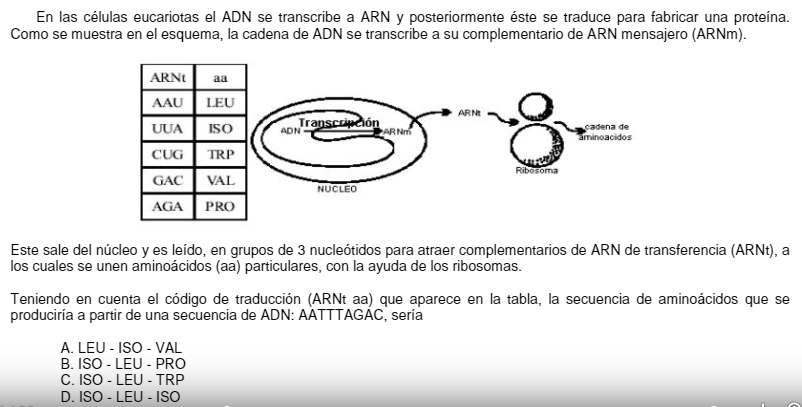 En las células eucariotas el ADN se transcribe a ARN y posteriormente éste se traduce para fabricar una proteína.
Como se muestra en el esquema, la cadena de ADN se transcribe a su complementario de ARN mensajero (ARNm).
ARNt aa
AAU LEU
UUA ISO
CUG TRP
GAC VAL
AGA PRO
Transcripción
ADN
ARNm
NUCLEO
ARNt
Ribosoma
cadena de
aminoacidos
Este sale del núcleo y es leído, en grupos de 3 nucleótidos para atraer complementarios de ARN de transferencia (ARNt), a
los cuales se unen aminoácidos (aa) particulares, con la ayuda de los ribosomas.
Teniendo en cuenta el código de traducción (ARNt aa) que aparece en la tabla, la secuencia de aminoácidos que se
produciría a partir de una secuencia de ADN: AATTTAGAC, sería
A. LEU - ISO - VAL
B. ISO - LEU - PRO
C. ISO - LEU - TRP
D. ISO - LEU - ISO